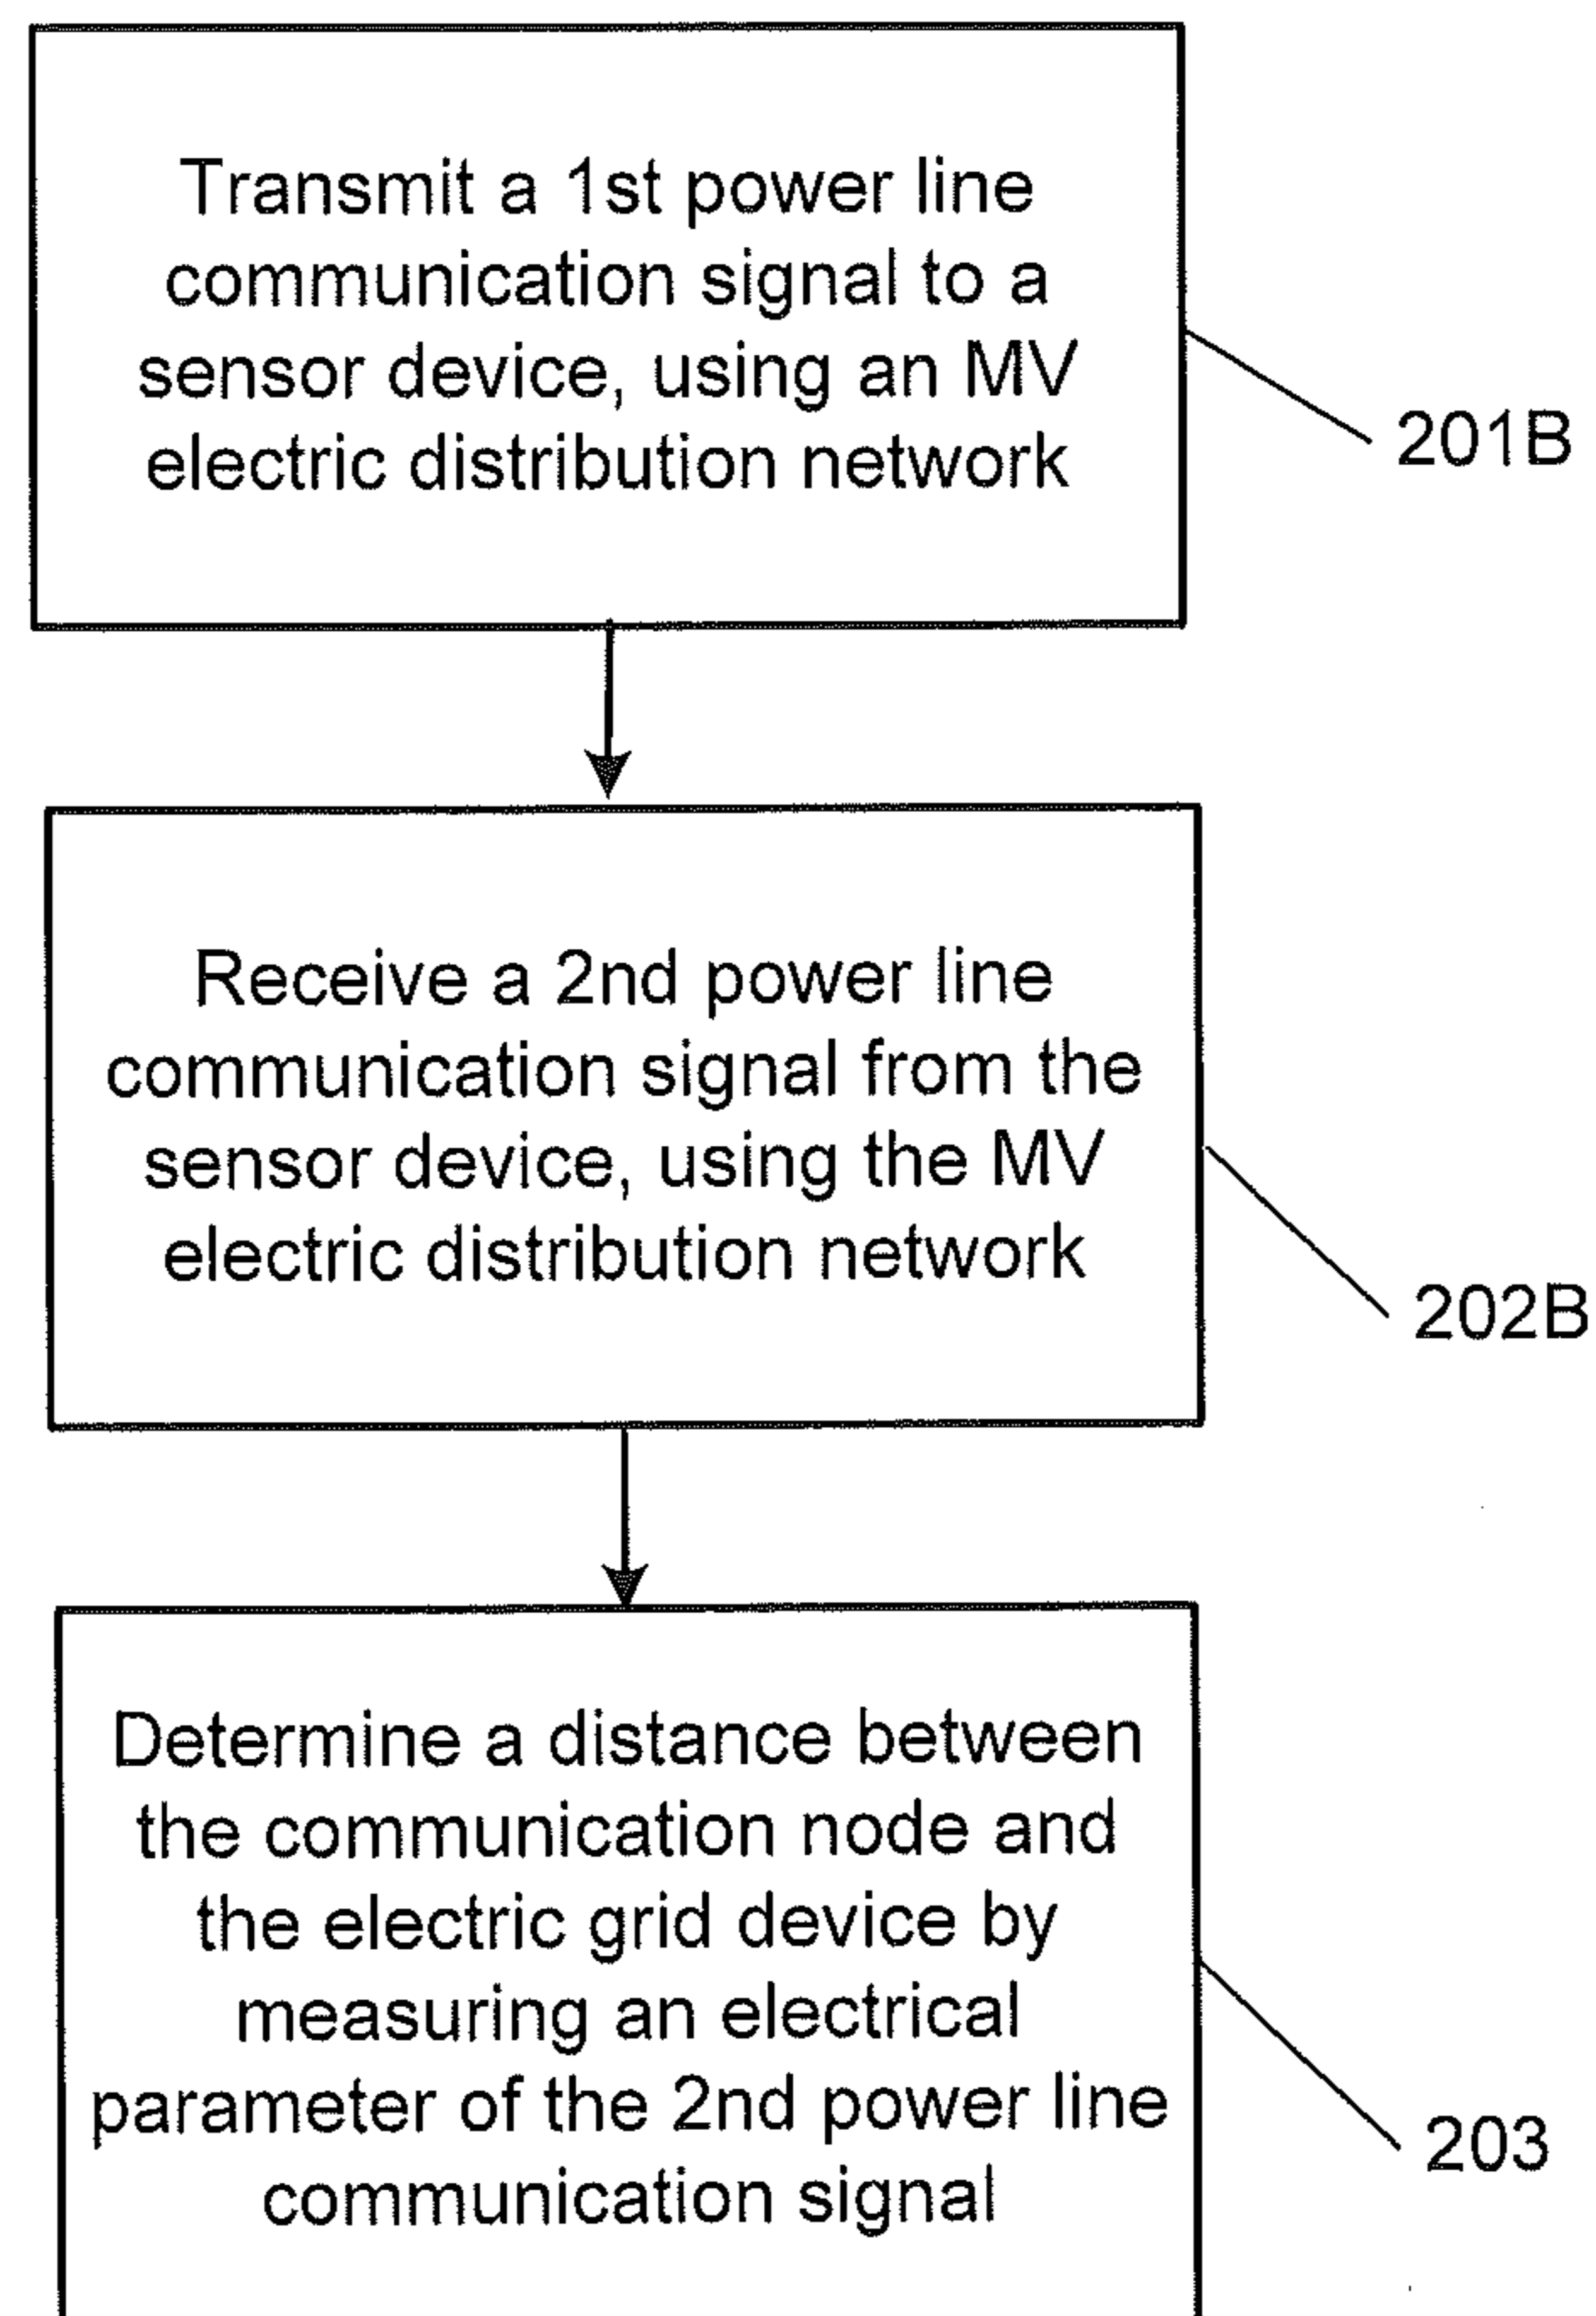 Transmit a 1st power line
communication signal to a
sensor device, using an MV
electric distribution network
201B
Receive a 2nd power line
communication signal from the
sensor device, using the MV
electric distribution network
202B
Determine a distance between
the communication node and
the electric grid device by
measuring an electrical
parameter of the 2nd power line
communication signal
203